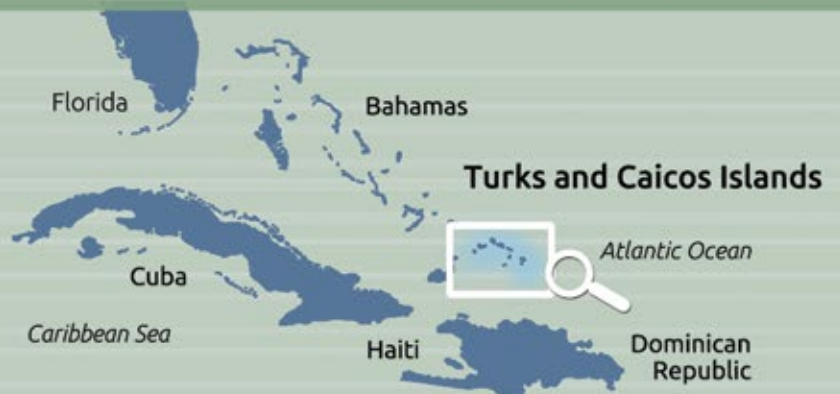 Florida
Bahamas
Turks and Caicos Islands
Atlantic Ocean
Cuba
Caribbean Sea
Haiti
Dominican
Republic